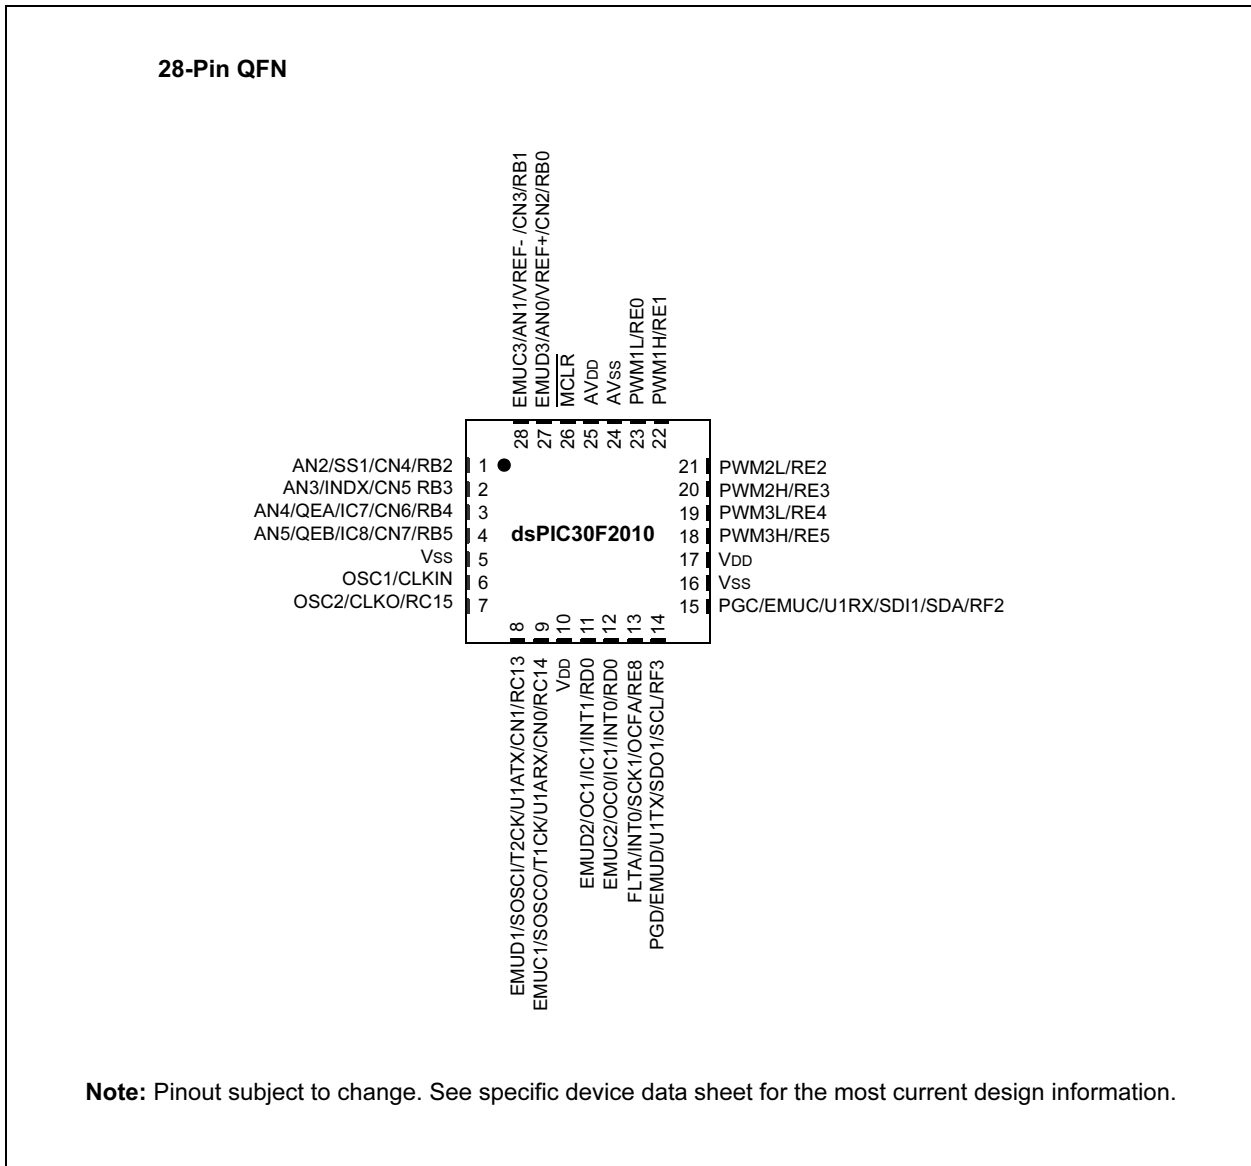 28-Pin QFN
EMUC3/AN1/VREF- /CN3/RB1
EMUD3/AN0/VREF+/CN2/RB0
MCLR
AVDD
AVSS
PWM1L/RE0
PWM1H/RE1
28 27 26 25 24 23 22
AN2/SS1/CN4/RB2 1 21 PWM2L/RE2
AN3/INDX/CN5 RB3 2 20 PWM2H/RE3
AN4/QEA/IC7/CN6/RB4 3 19 PWM3L/RE4
AN5/QEB/IC8/CN7/RB5 4 dsPIC30F2010 18 PWM3H/RE5
VSS 5 17 VDD
OSC1/CLKIN 6 16 VSS
OSC2/CLKO/RC15 7 15 PGC/EMUC/U1RX/SDI1/SDA/RF2
8 9 10 11 12 13 14
EMUD1/SOSCI/T2CK/U1ATX/CN1/RC13
EMUC1/SOSCO/T1CK/U1ARX/CN0/RC14
VDD
EMUD2/OC1/IC1/INT1/RD0
EMUC2/OC0/IC1/INT0/RD0
FLTA/INT0/SCK1/OCFA/RE8
PGD/EMUD/U1TX/SDO1/SCL/RF3
Note: Pinout subject to change. See specific device data sheet for the most current design information.